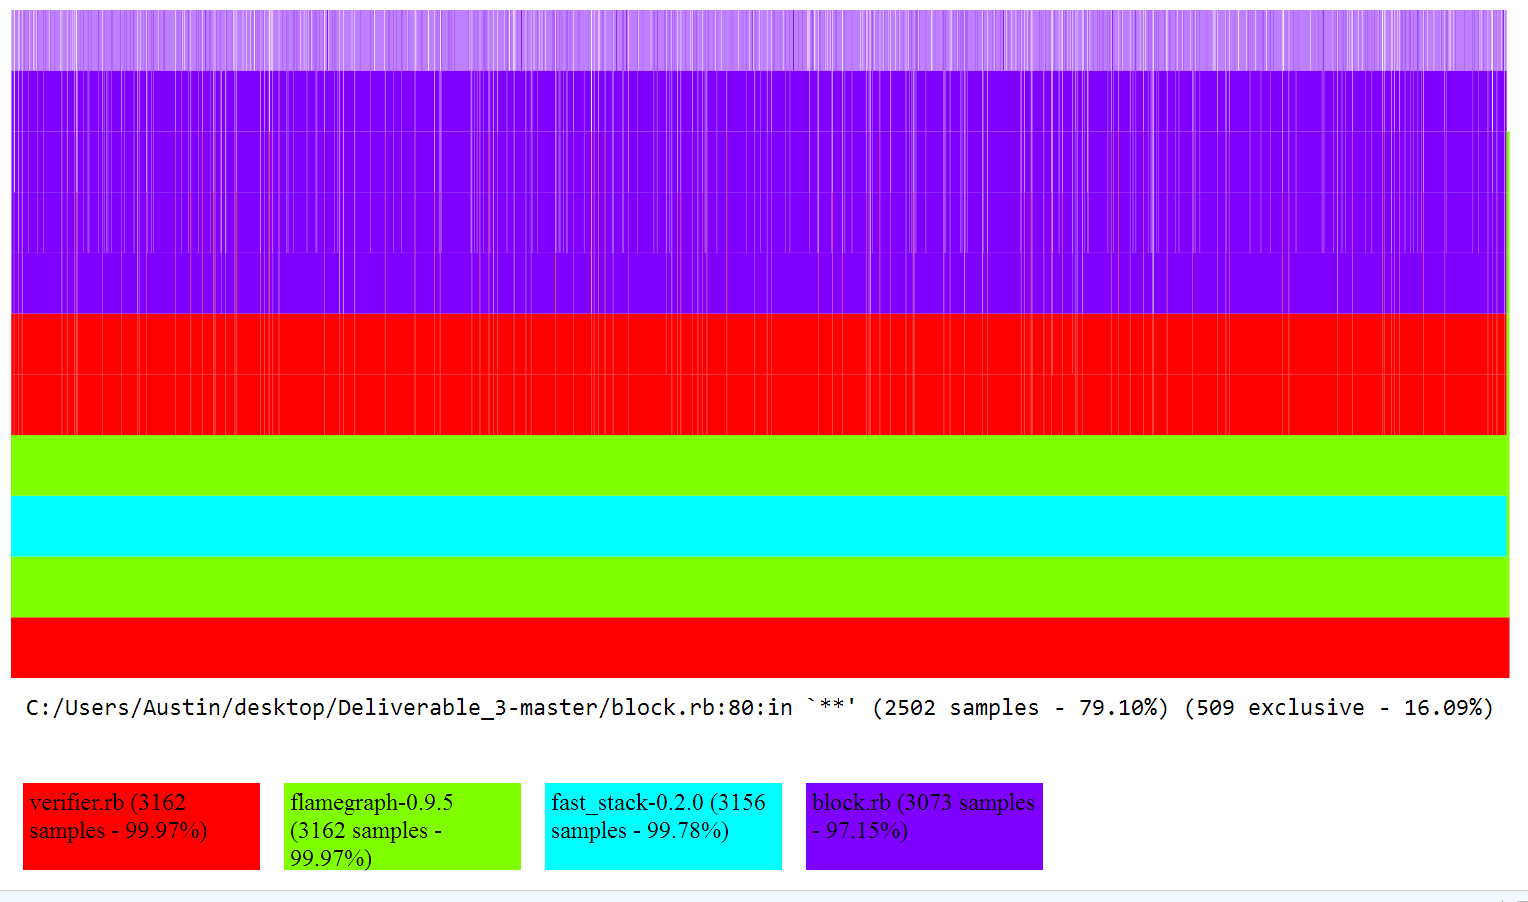 C:/Users/Austin/desktop/Deliverable_3-master/block.rb:80:in `**' (2502 samples - 79.10%) (509 exclusive - 16.09%)
verifier.rb (3162
samples - 99.97%)
flamegraph-0.9.5
(3162 samples -
99.97%)
fast_stack-0.2.0 (3156
samples - 99.78%)
block.rb (3073 samples
- 97.15%)